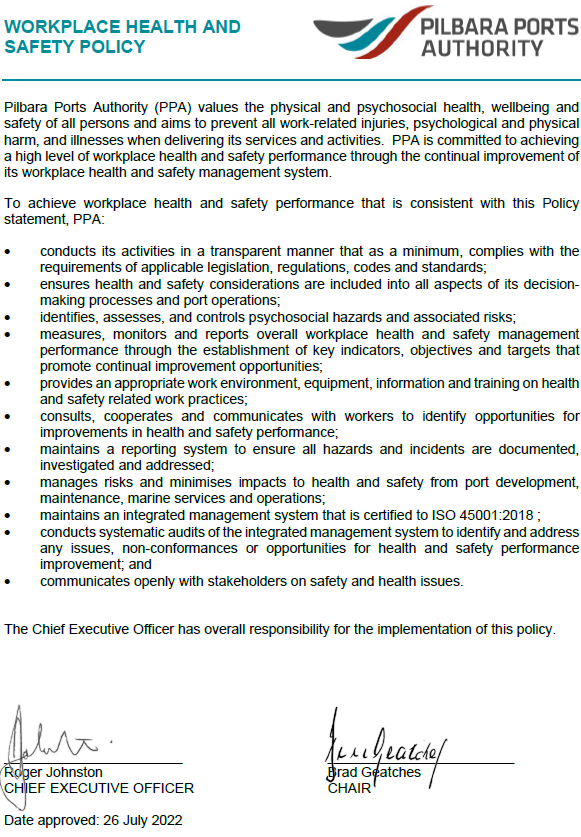 WORKPLACE HEALTH AND
SAFETY POLICY
PILBARA PORTS
AUTHORITY
Pilbara Ports Authority (PPA) values the physical and psychosocial health, wellbeing and
safety of all persons and aims to prevent all work-related injuries, psychological and physical
harm, and illnesses when delivering its services and activities. PPA is committed to achieving
a high level of workplace health and safety performance through the continual improvement of
its workplace health and safety management system.
To achieve workplace health and safety performance that is consistent with this Policy
statement, PPA:
• conducts its activities in a transparent manner that as a minimum, complies with the
requirements of applicable legislation, regulations, codes and standards;
• ensures health and safety considerations are included into all aspects of its decision-
making processes and port operations;
• identifies, assesses, and controls psychosocial hazards and associated risks;
• measures, monitors and reports overall workplace health and safety management
performance through the establishment of key indicators, objectives and targets that
promote continual improvement opportunities;
• provides an appropriate work environment, equipment, information and training on health
and safety related work practices;
• consults, cooperates and communicates with workers to identify opportunities for
improvements in health and safety performance;
• maintains a reporting system to ensure all hazards and incidents are documented,
investigated and addressed;
• manages risks and minimises impacts to health and safety from port development,
maintenance, marine services and operations;
• maintains an integrated management system that is certified to ISO 45001:2018 ;
• conducts systematic audits of the integrated management system to identify and address
any issues, non-conformances or opportunities for health and safety performance
improvement; and
• communicates openly with stakeholders on safety and health issues.
The Chief Executive Officer has overall responsibility for the implementation of this policy.
Roger Johnston
CHIEF EXECUTIVE OFFICER
Brad Geatches
CHAIR
Date approved: 26 July 2022